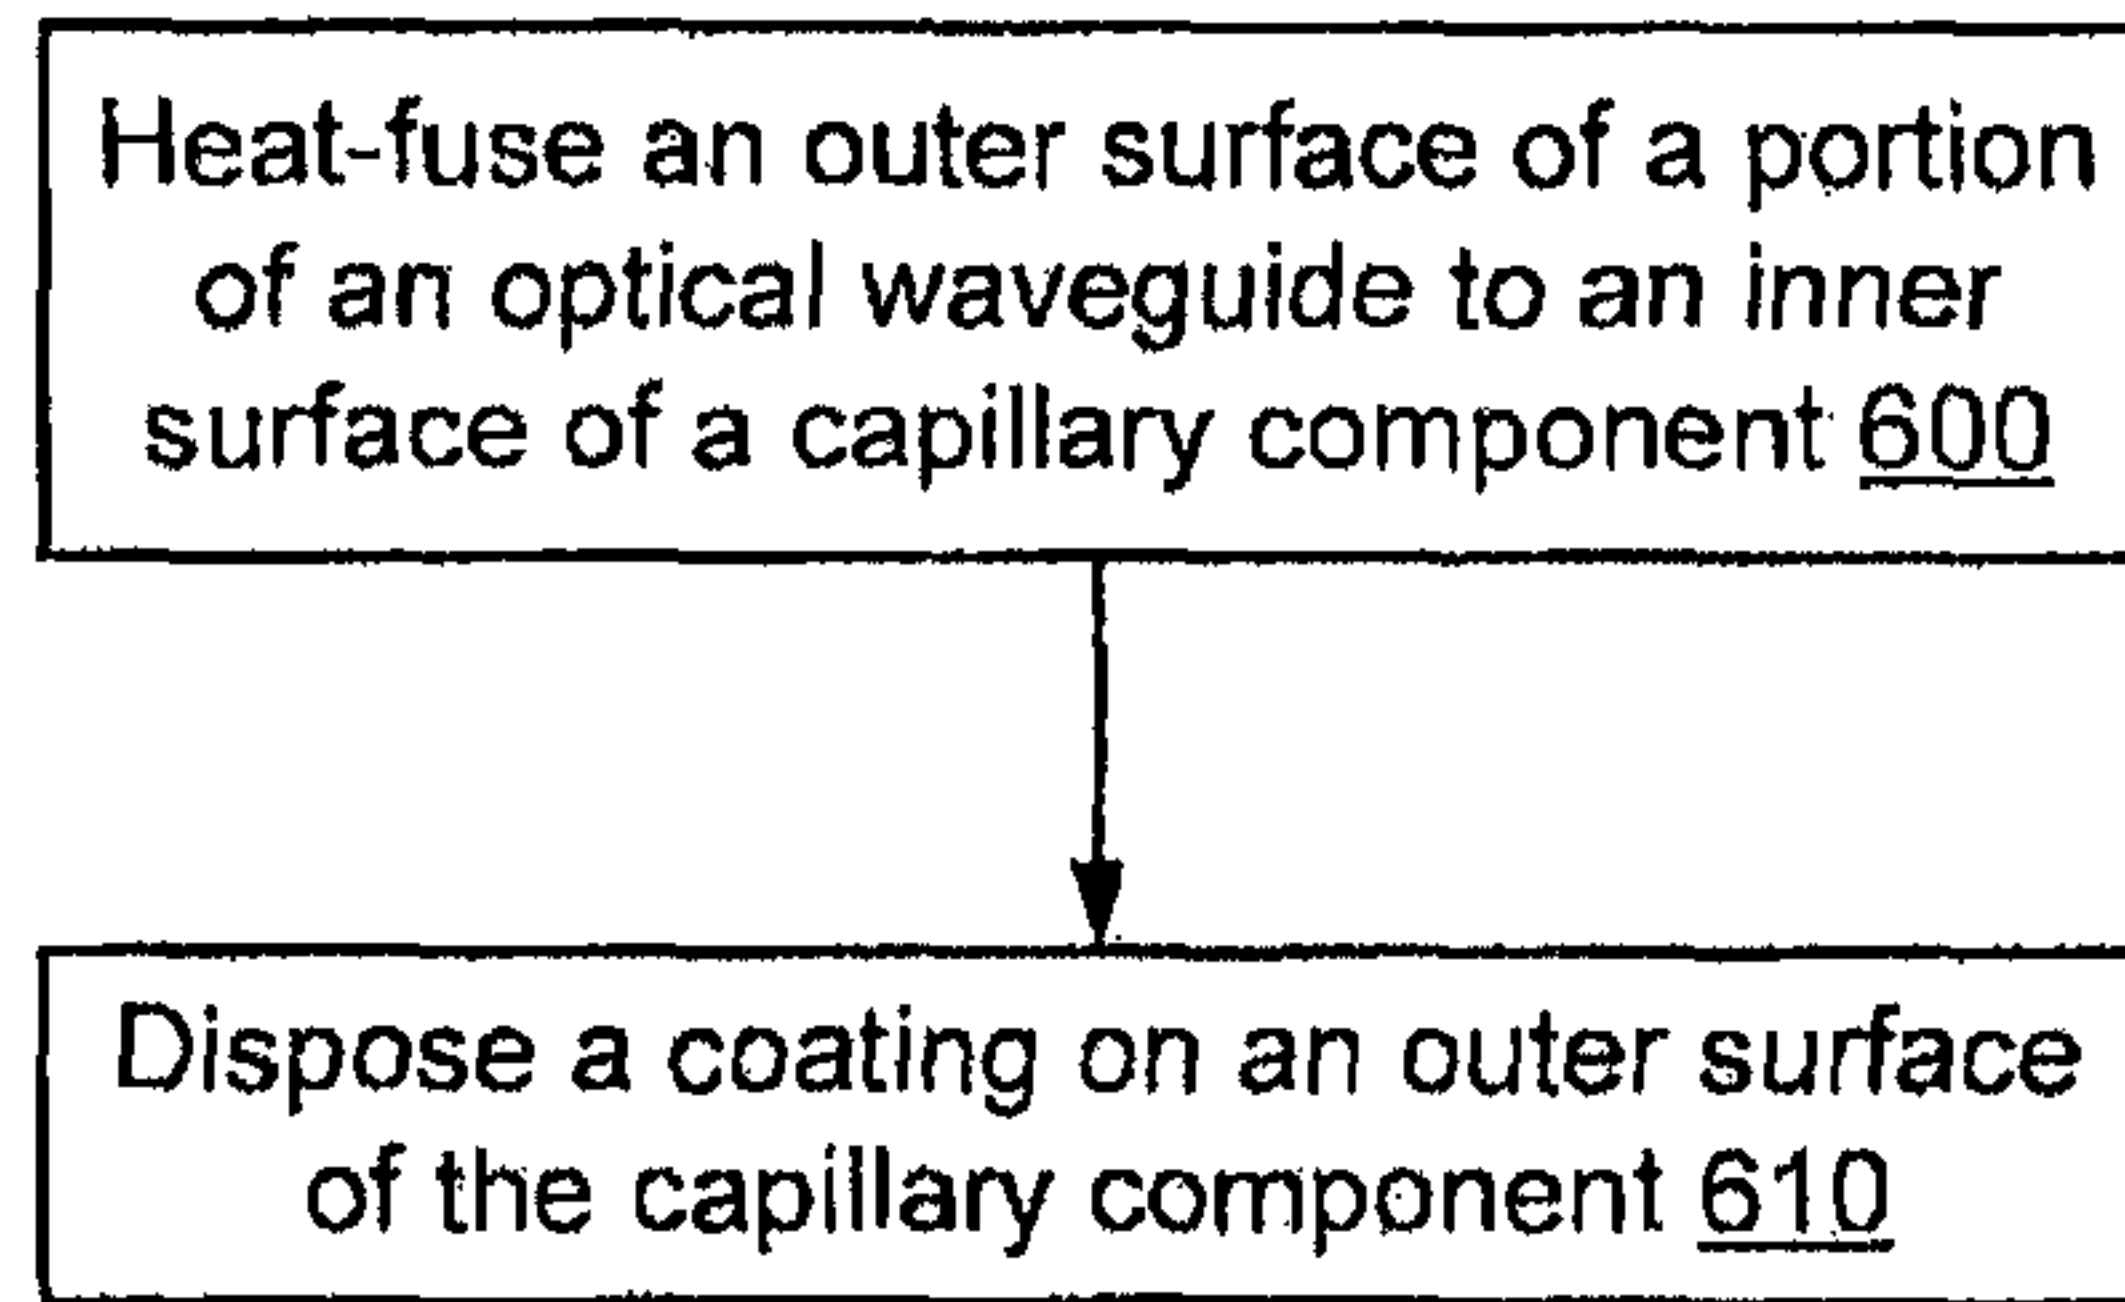 Heat-fuse an outer surface of a portion
of an optical waveguide to an inner
surface of a capillary component 600
Dispose a coating on an outer surface
of the capillary component 610